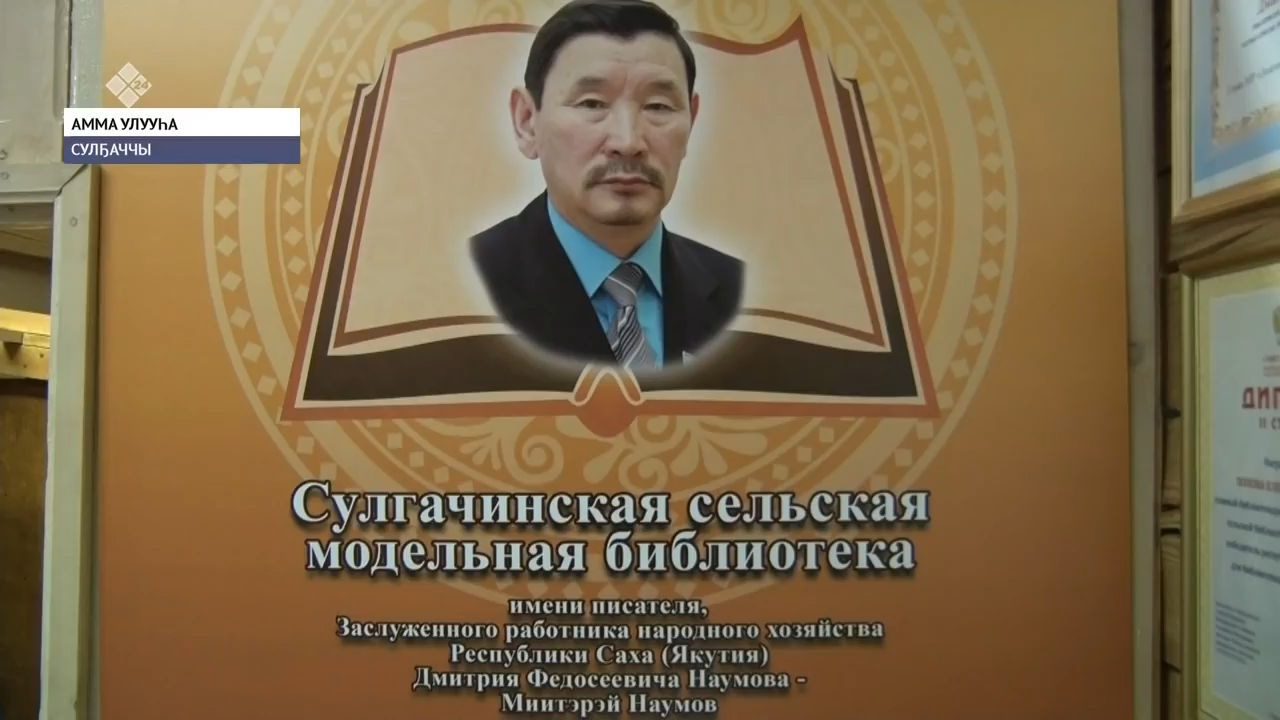 24
АММА УЛУУҺА
СУЛҔАЧЧЫ
Сулгачинская сельская
модельная библиотека
имени писателя,
Заслуженного работника народного хозяйства
Республики Саха (Якутия)
Дмитрия Федосеевича Наумова -
Миитэрэй Наумов